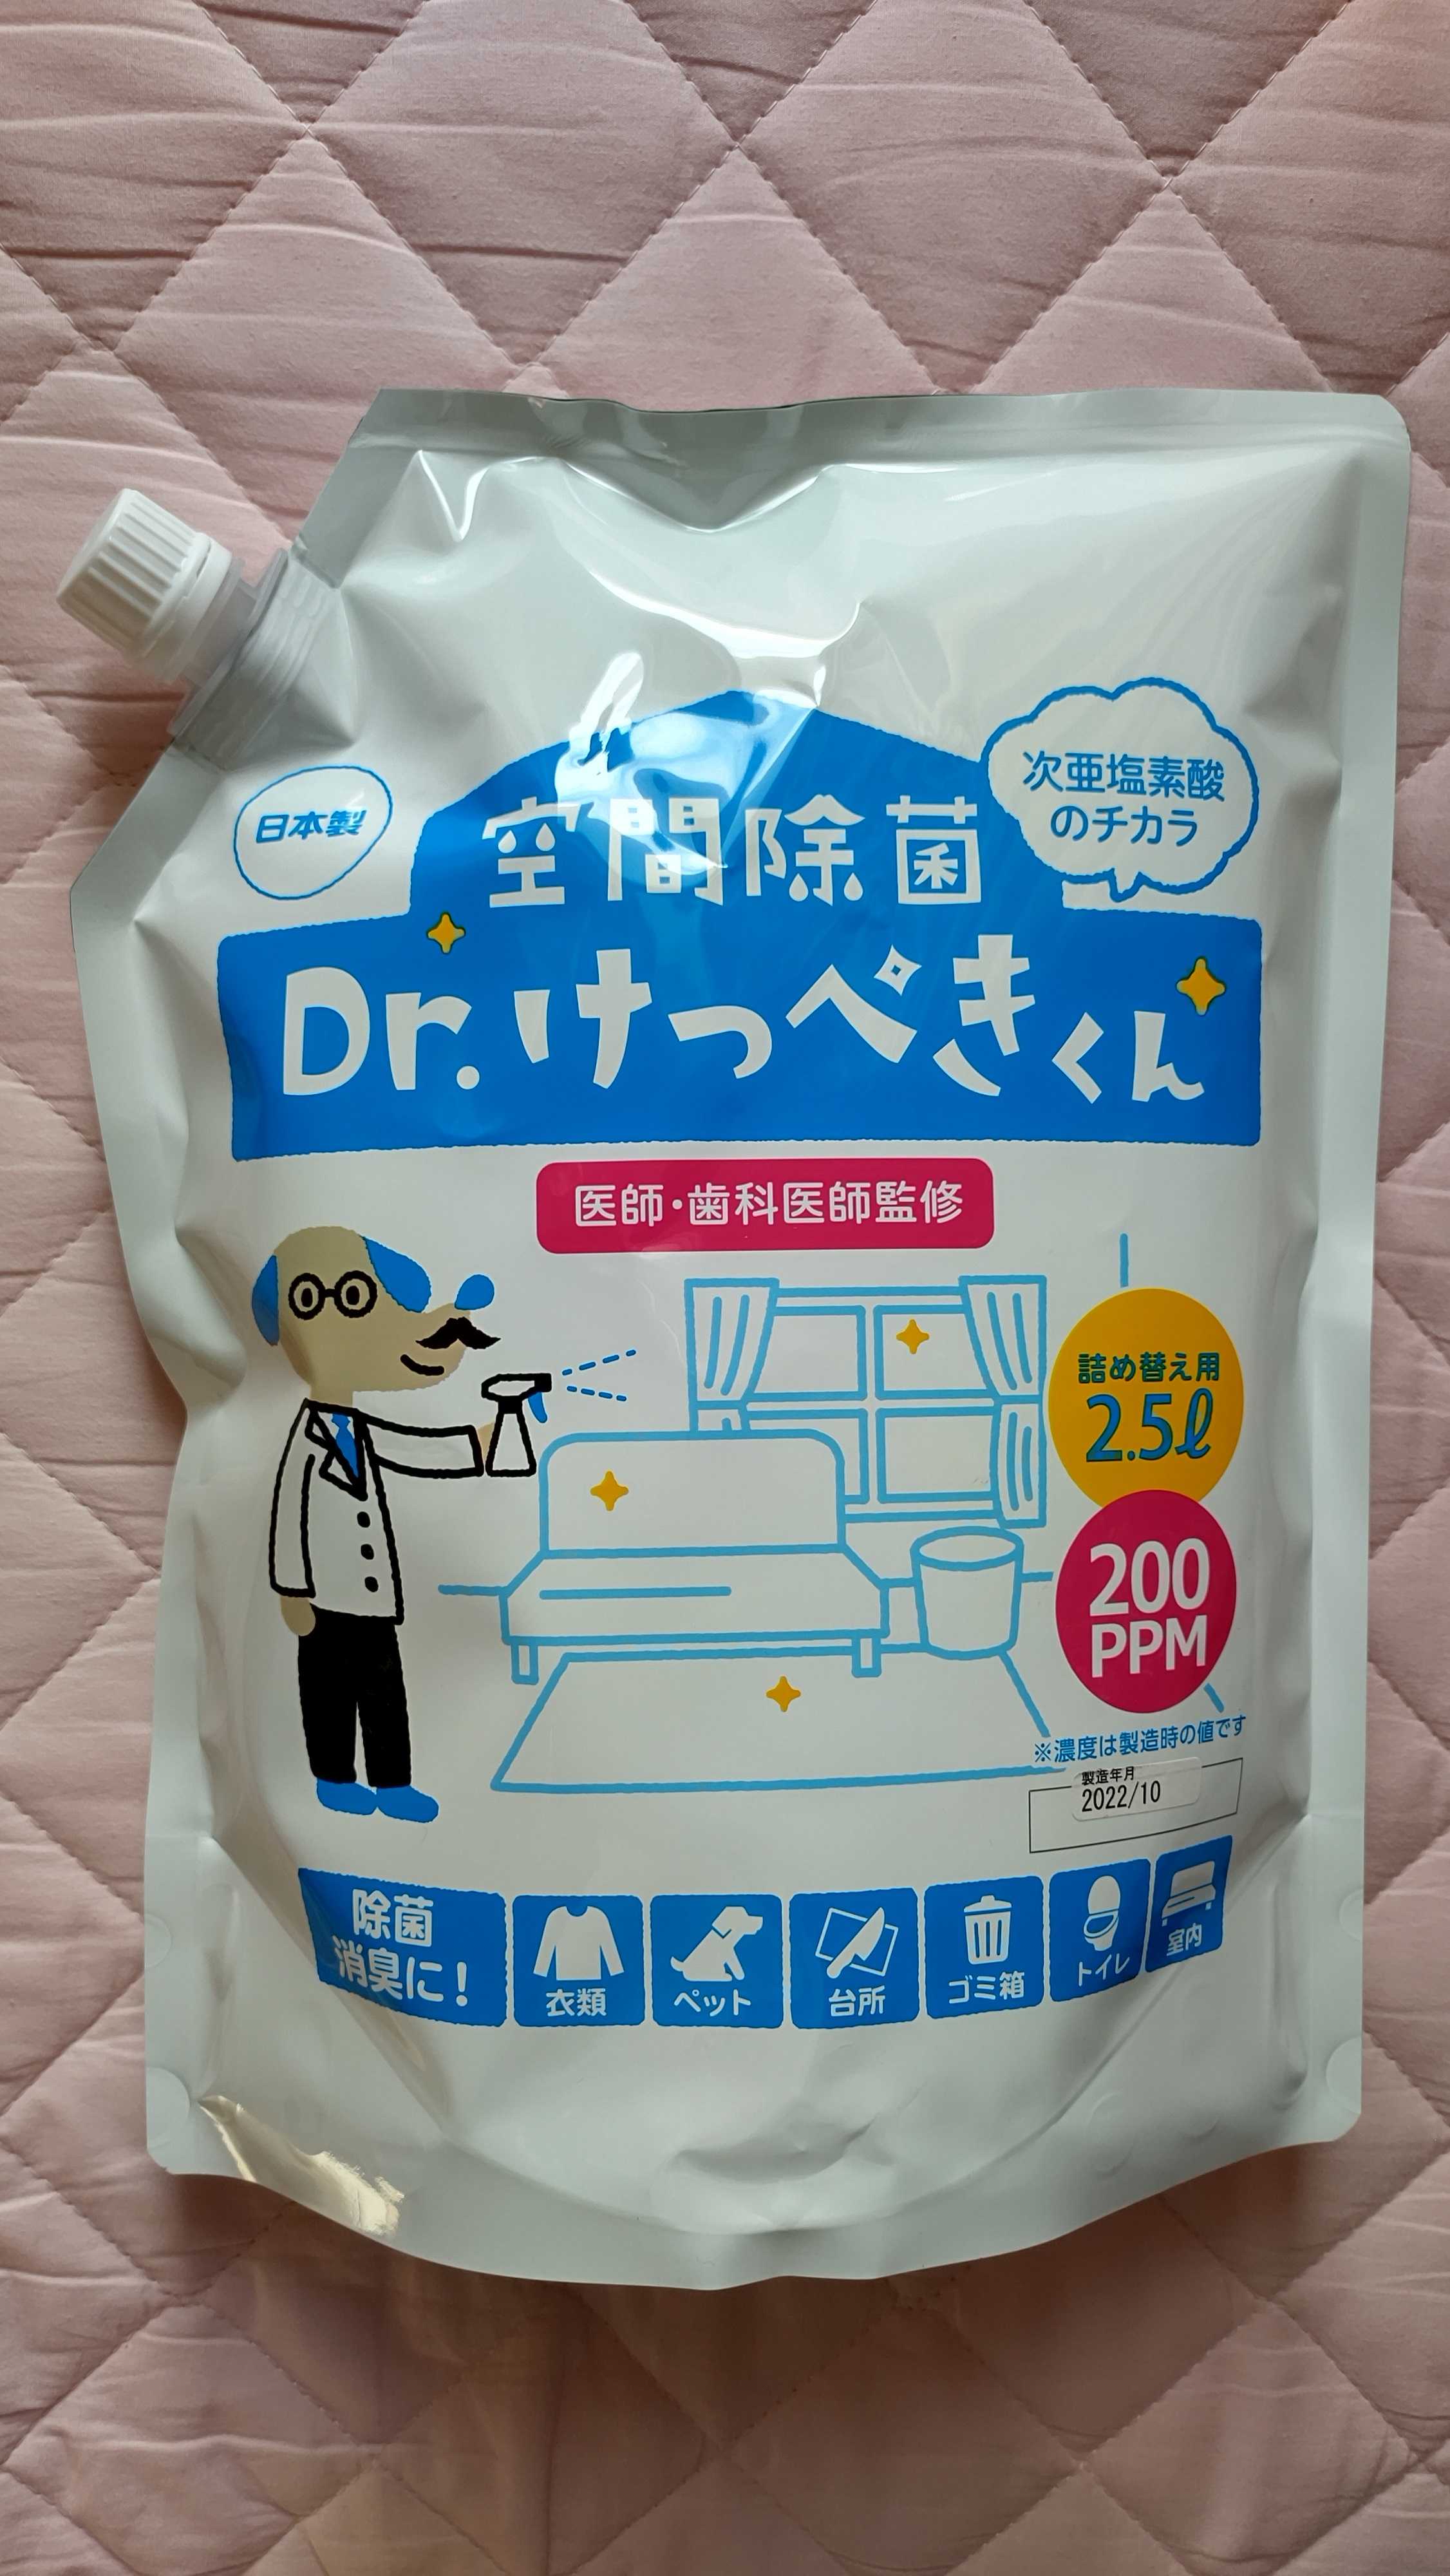 日本製
次亜塩素酸
のチカラ
空間除菌
Dr.けっぺきくん
医師・歯科医師監修
詰め替え用
2.5ℓ
200
PPM
※濃度は製造時の値です
製造年月
2022/10
除菌
消臭に!
衣類
ペット
台所
ゴミ箱
トイレ
室内